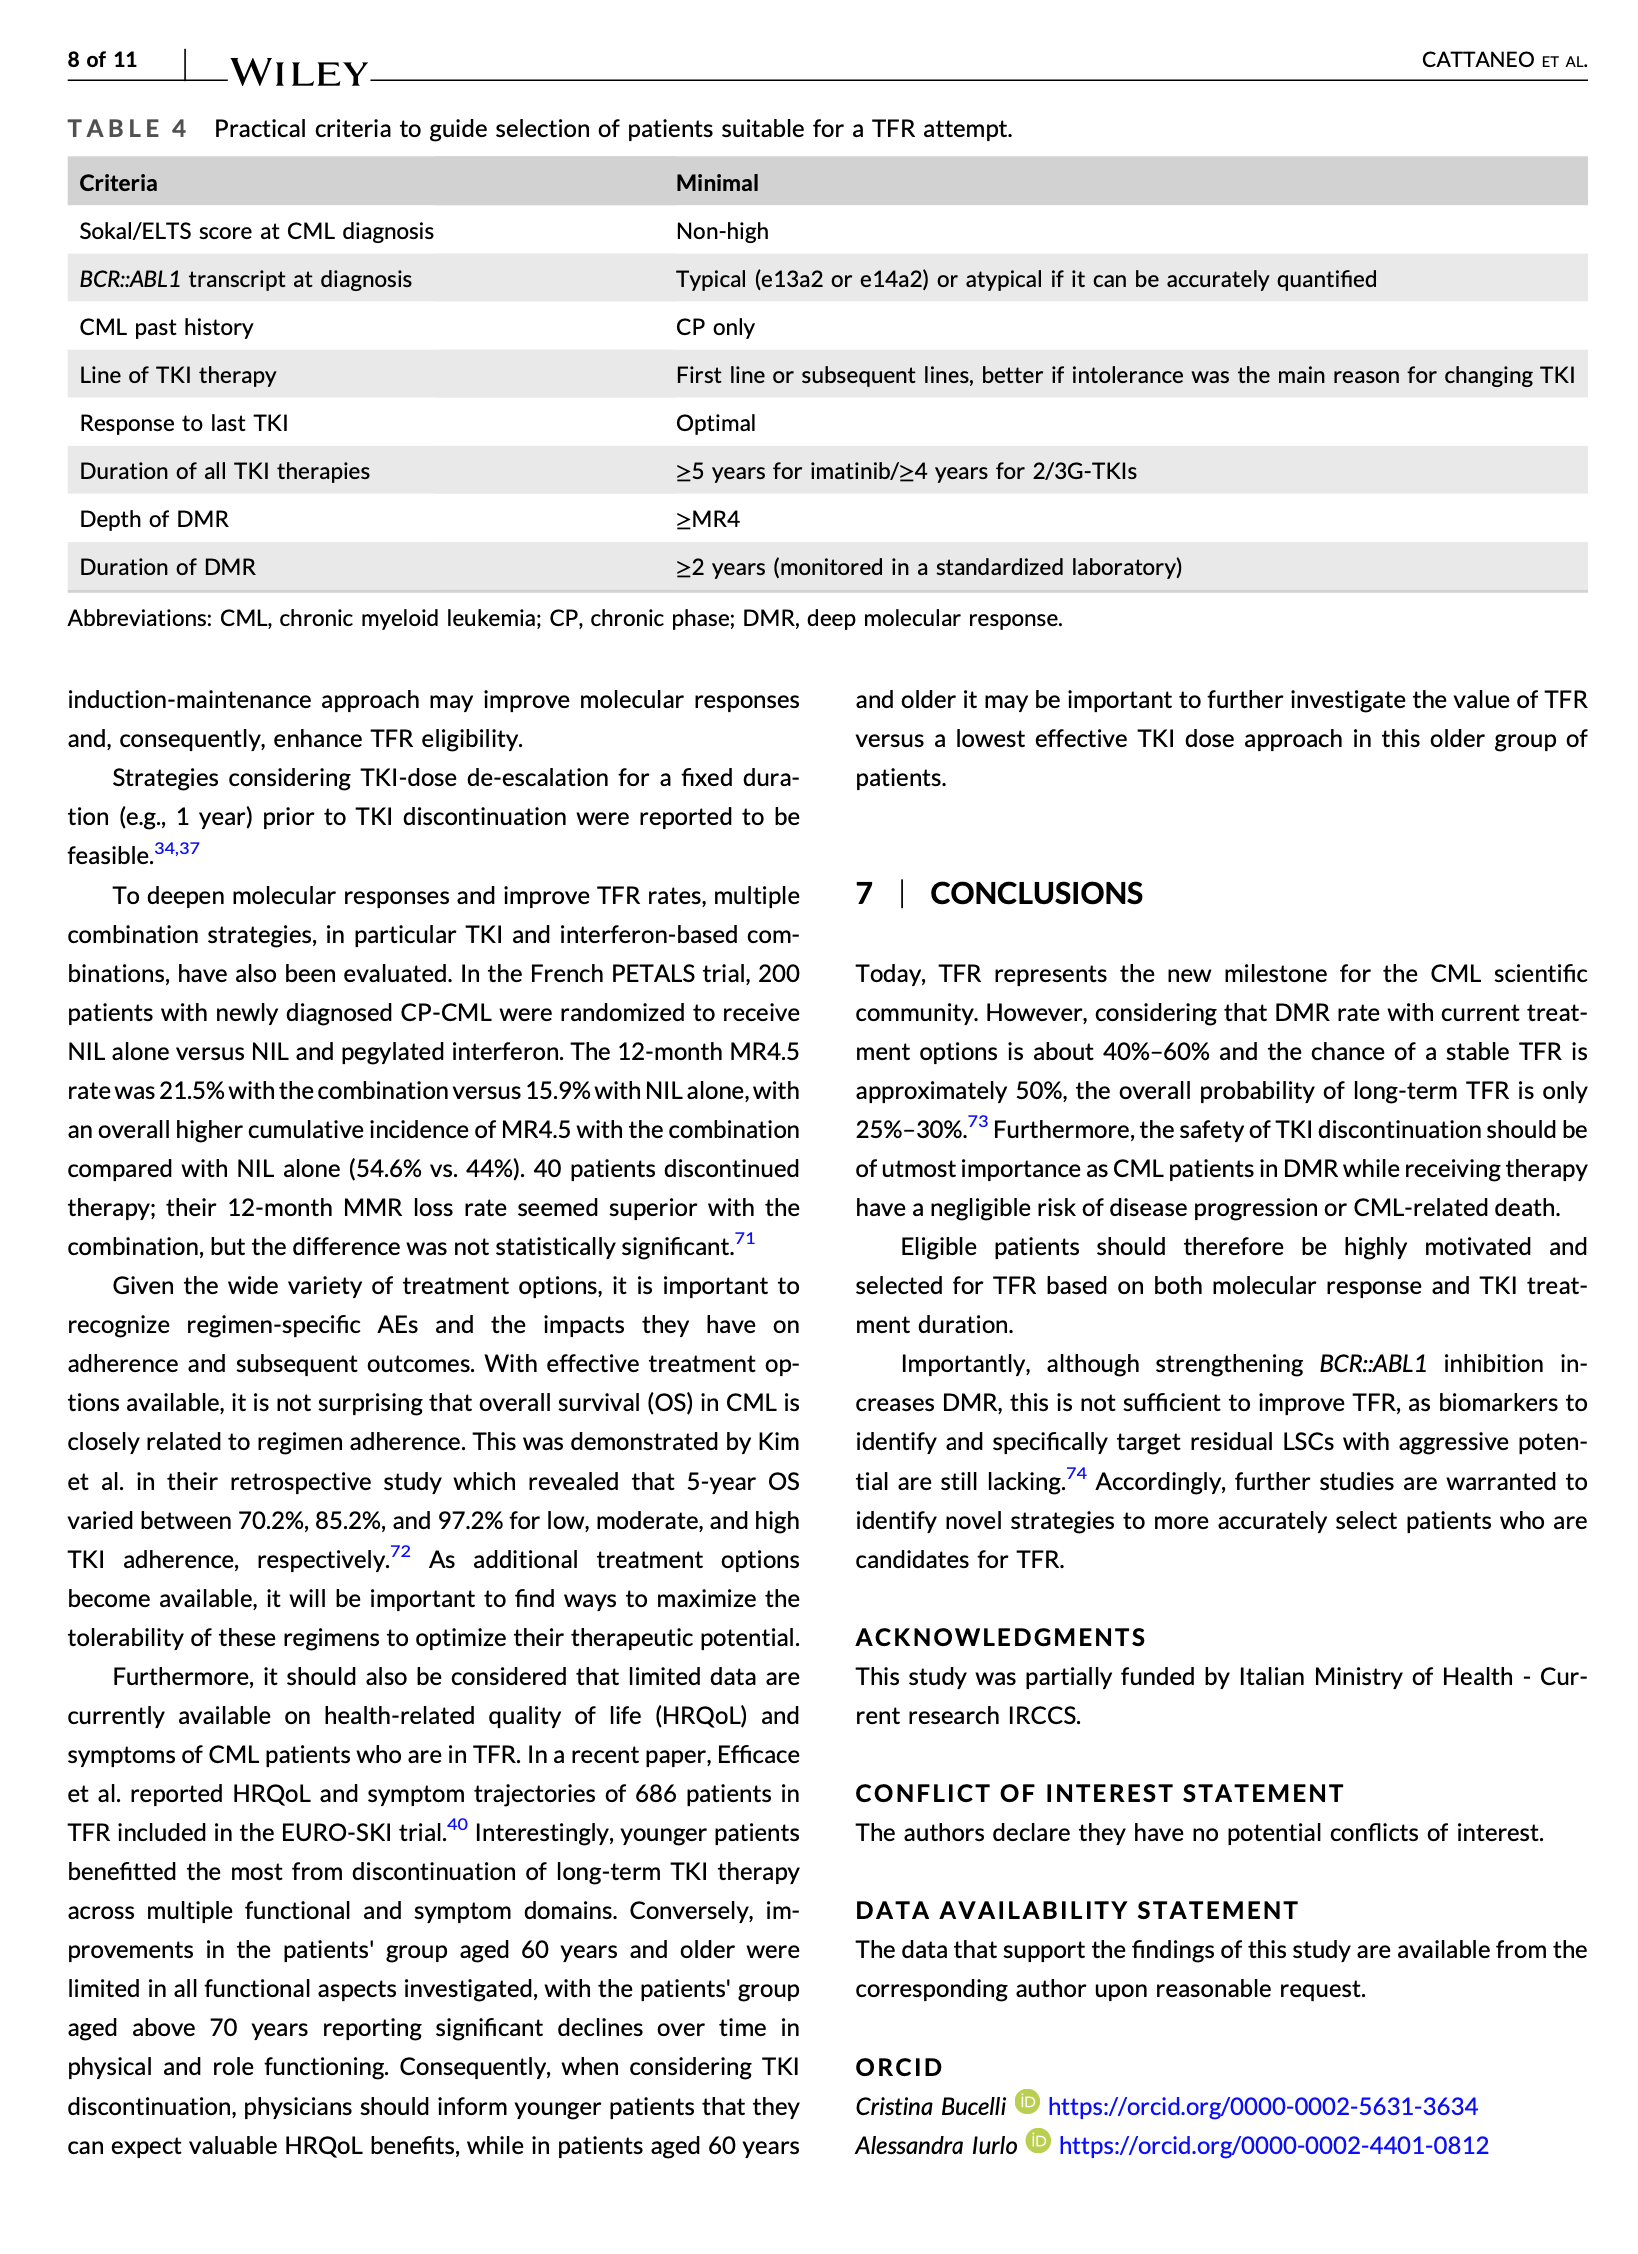 8 of 11
WILEY
CATTANEO ET AL.
TABLE 4 Practical criteria to guide selection of patients suitable for a TFR attempt.
Criteria Minimal
Sokal/ELTS score at CML diagnosis Non-high
BCR::ABL1 transcript at diagnosis Typical (e13a2 or e14a2) or atypical if it can be accurately quantified
CML past history CP only
Line of TKI therapy First line or subsequent lines, better if intolerance was the main reason for changing TKI
Response to last TKI Optimal
Duration of all TKI therapies ≥5 years for imatinib/≥4 years for 2/3G-TKIs
Depth of DMR ≥MR4
Duration of DMR ≥2 years (monitored in a standardized laboratory)
Abbreviations: CML, chronic myeloid leukemia; CP, chronic phase; DMR, deep molecular response.
induction-maintenance approach may improve molecular responses
and, consequently, enhance TFR eligibility.
Strategies considering TKI-dose de-escalation for a fixed dura-
tion (e.g., 1 year) prior to TKI discontinuation were reported to be
feasible.34,37
To deepen molecular responses and improve TFR rates, multiple
combination strategies, in particular TKI and interferon-based com-
binations, have also been evaluated. In the French PETALS trial, 200
patients with newly diagnosed CP-CML were randomized to receive
NIL alone versus NIL and pegylated interferon. The 12-month MR4.5
rate was 21.5% with the combination versus 15.9% with NIL alone, with
an overall higher cumulative incidence of MR4.5 with the combination
compared with NIL alone (54.6% vs. 44%). 40 patients discontinued
therapy; their 12-month MMR loss rate seemed superior with the
combination, but the difference was not statistically significant.71
Given the wide variety of treatment options, it is important to
recognize regimen-specific AEs and the impacts they have on
adherence and subsequent outcomes. With effective treatment op-
tions available, it is not surprising that overall survival (OS) in CML is
closely related to regimen adherence. This was demonstrated by Kim
et al. in their retrospective study which revealed that 5-year OS
varied between 70.2%, 85.2%, and 97.2% for low, moderate, and high
TKI adherence, respectively.72 As additional treatment options
become available, it will be important to find ways to maximize the
tolerability of these regimens to optimize their therapeutic potential.
Furthermore, it should also be considered that limited data are
currently available on health-related quality of life (HRQoL) and
symptoms of CML patients who are in TFR. In a recent paper, Efficace
et al. reported HRQoL and symptom trajectories of 686 patients in
TFR included in the EURO-SKI trial.40 Interestingly, younger patients
benefitted the most from discontinuation of long-term TKI therapy
across multiple functional and symptom domains. Conversely, im-
provements in the patients' group aged 60 years and older were
limited in all functional aspects investigated, with the patients' group
aged above 70 years reporting significant declines over time in
physical and role functioning. Consequently, when considering TKI
discontinuation, physicians should inform younger patients that they
can expect valuable HRQoL benefits, while in patients aged 60 years
and older it may be important to further investigate the value of TFR
versus a lowest effective TKI dose approach in this older group of
patients.
7 | CONCLUSIONS
Today, TFR represents the new milestone for the CML scientific
community. However, considering that DMR rate with current treat-
ment options is about 40%–60% and the chance of a stable TFR is
approximately 50%, the overall probability of long-term TFR is only
25%–30%.73 Furthermore, the safety of TKI discontinuation should be
of utmost importance as CML patients in DMR while receiving therapy
have a negligible risk of disease progression or CML-related death.
Eligible patients should therefore be highly motivated and
selected for TFR based on both molecular response and TKI treat-
ment duration.
Importantly, although strengthening BCR::ABL1 inhibition in-
creases DMR, this is not sufficient to improve TFR, as biomarkers to
identify and specifically target residual LSCs with aggressive poten-
tial are still lacking.74 Accordingly, further studies are warranted to
identify novel strategies to more accurately select patients who are
candidates for TFR.
ACKNOWLEDGMENTS
This study was partially funded by Italian Ministry of Health - Cur-
rent research IRCCS.
CONFLICT OF INTEREST STATEMENT
The authors declare they have no potential conflicts of interest.
DATA AVAILABILITY STATEMENT
The data that support the findings of this study are available from the
corresponding author upon reasonable request.
ORCID
Cristina Bucelli iD https://orcid.org/0000-0002-5631-3634
Alessandra Iurlo iD https://orcid.org/0000-0002-4401-0812